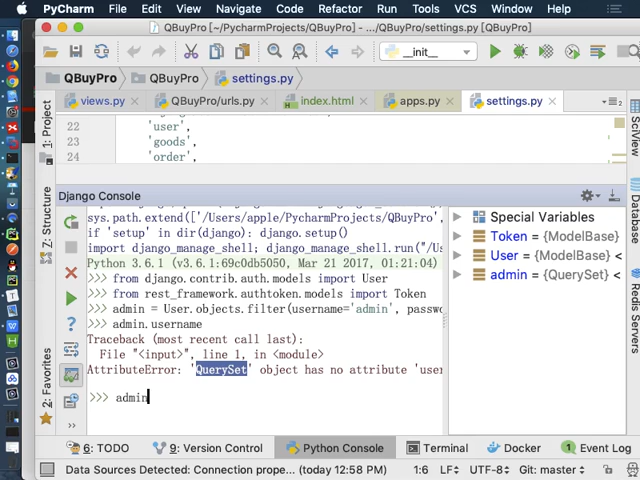 PyCharm File Edit View Navigate Code Refactor Run Tools VCS Window Help
QBuyPro [~/PycharmProjects/QBuyPro] - .../QBuyPro/settings.py [QBuyPro]
__init__
QBuyPro QBuyPro settings.py
views.py QBuyPro/urls.py index.html apps.py settings.py
22 'user',
23 'goods',
24 'order',
1: Project
7: Structure
2: Favorites
SciView
Database
Redis Servers
Django Console
sys.path.extend(['/Users/apple/PycharmProjects/QBuyPro',
if 'setup' in dir(django): django.setup()
import django_manage_shell; django_manage_shell.run("/Us
Python 3.6.1 (v3.6.1:69c0db5050, Mar 21 2017, 01:21:04)
>>> from django.contrib.auth.models import User
>>> from rest_framework.authtoken.models import Token
>>> admin = User.objects.filter(username='admin', passwo
>>> admin.username
Traceback (most recent call last):
File "<input>", line 1, in <module>
AttributeError: 'QuerySet' object has no attribute 'user
>>> admin
Special Variables
Token = {ModelBase}
User = {ModelBase} <
admin = {QuerySet} <
6: TODO 9: Version Control Python Console Terminal Docker 1 Event Log
Data Sources Detected: Connection prope... (today 12:58 PM) 1:6 LF UTF-8 Git: master